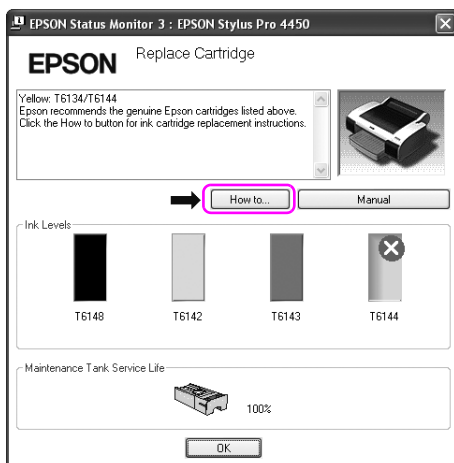 EPSON Status Monitor 3 : EPSON Stylus Pro 4450
EPSON
Replace Cartridge
Yellow: T6134/T6144
Epson recommends the genuine Epson cartridges listed above.
Click the How to button for ink cartridge replacement instructions.
How to...
Manual
Ink Levels
T6148
T6142
T6143
T6144
Maintenance Tank Service Life
100%
OK